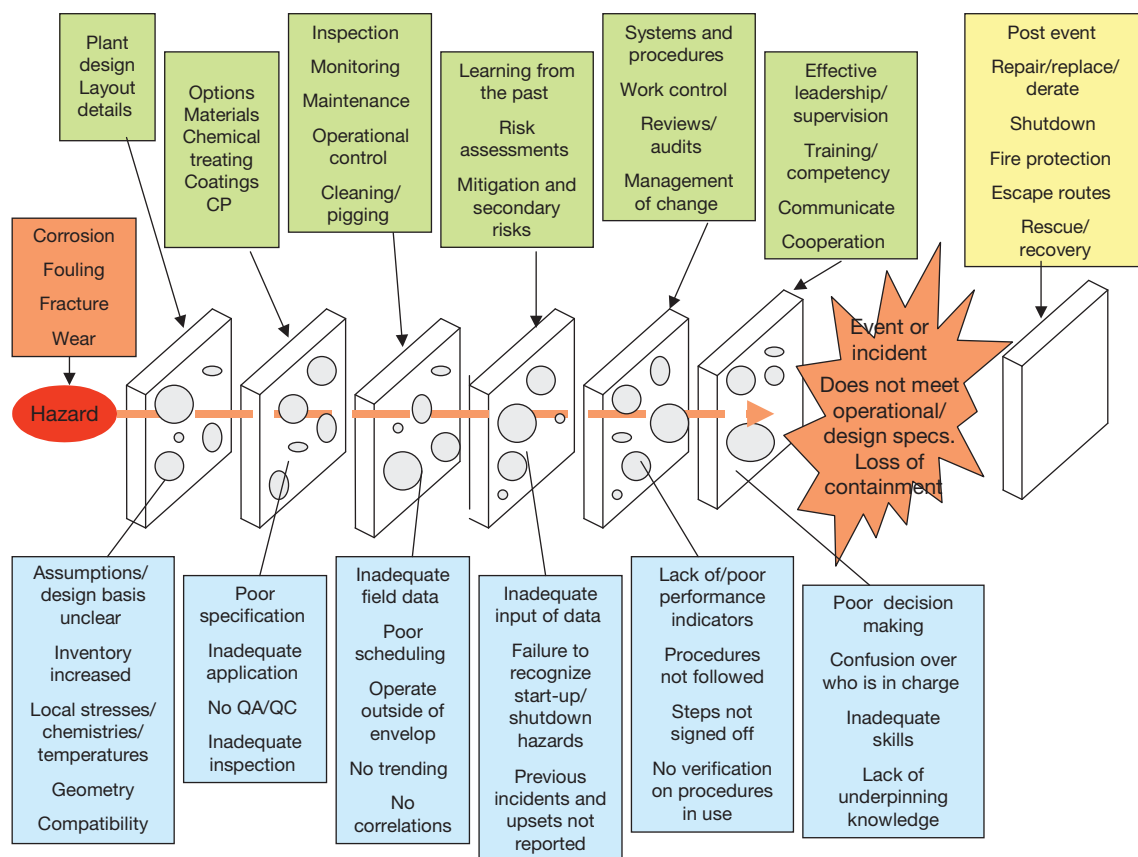 Plant
design
Layout
details
Options
Materials
Chemical
treating
Coatings
CP
Inspection
Monitoring
Maintenance
Operational
control
Cleaning/
pigging
Learning from
the past
Risk
assessments
Mitigation and
secondary
risks
Systems and
procedures
Work control
Reviews/
audits
Management
of change
Effective
leadership/
supervision
Training/
competency
Communicate
Cooperation
Post event
Repair/replace/
derate
Shutdown
Fire protection
Escape routes
Rescue/
recovery
Corrosion
Fouling
Fracture
Wear
Hazard
Event or
incident
Does not meet
operational/
design specs.
Loss of
containment
Assumptions/
design basis
unclear
Inventory
increased
Local stresses/
chemistries/
temperatures
Geometry
Compatibility
Poor
specification
Inadequate
application
No QA/QC
Inadequate
inspection
Inadequate
field data
Poor
scheduling
Operate
outside of
envelop
No trending
No
correlations
Inadequate
input of data
Failure to
recognize
start-up/
shutdown
hazards
Previous
incidents and
upsets not
reported
Lack of/poor
performance
indicators
Procedures
not followed
Steps not
signed off
No verification
on procedures
in use
Poor decision
making
Confusion over
who is in charge
Inadequate
skills
Lack of
underpinning
knowledge